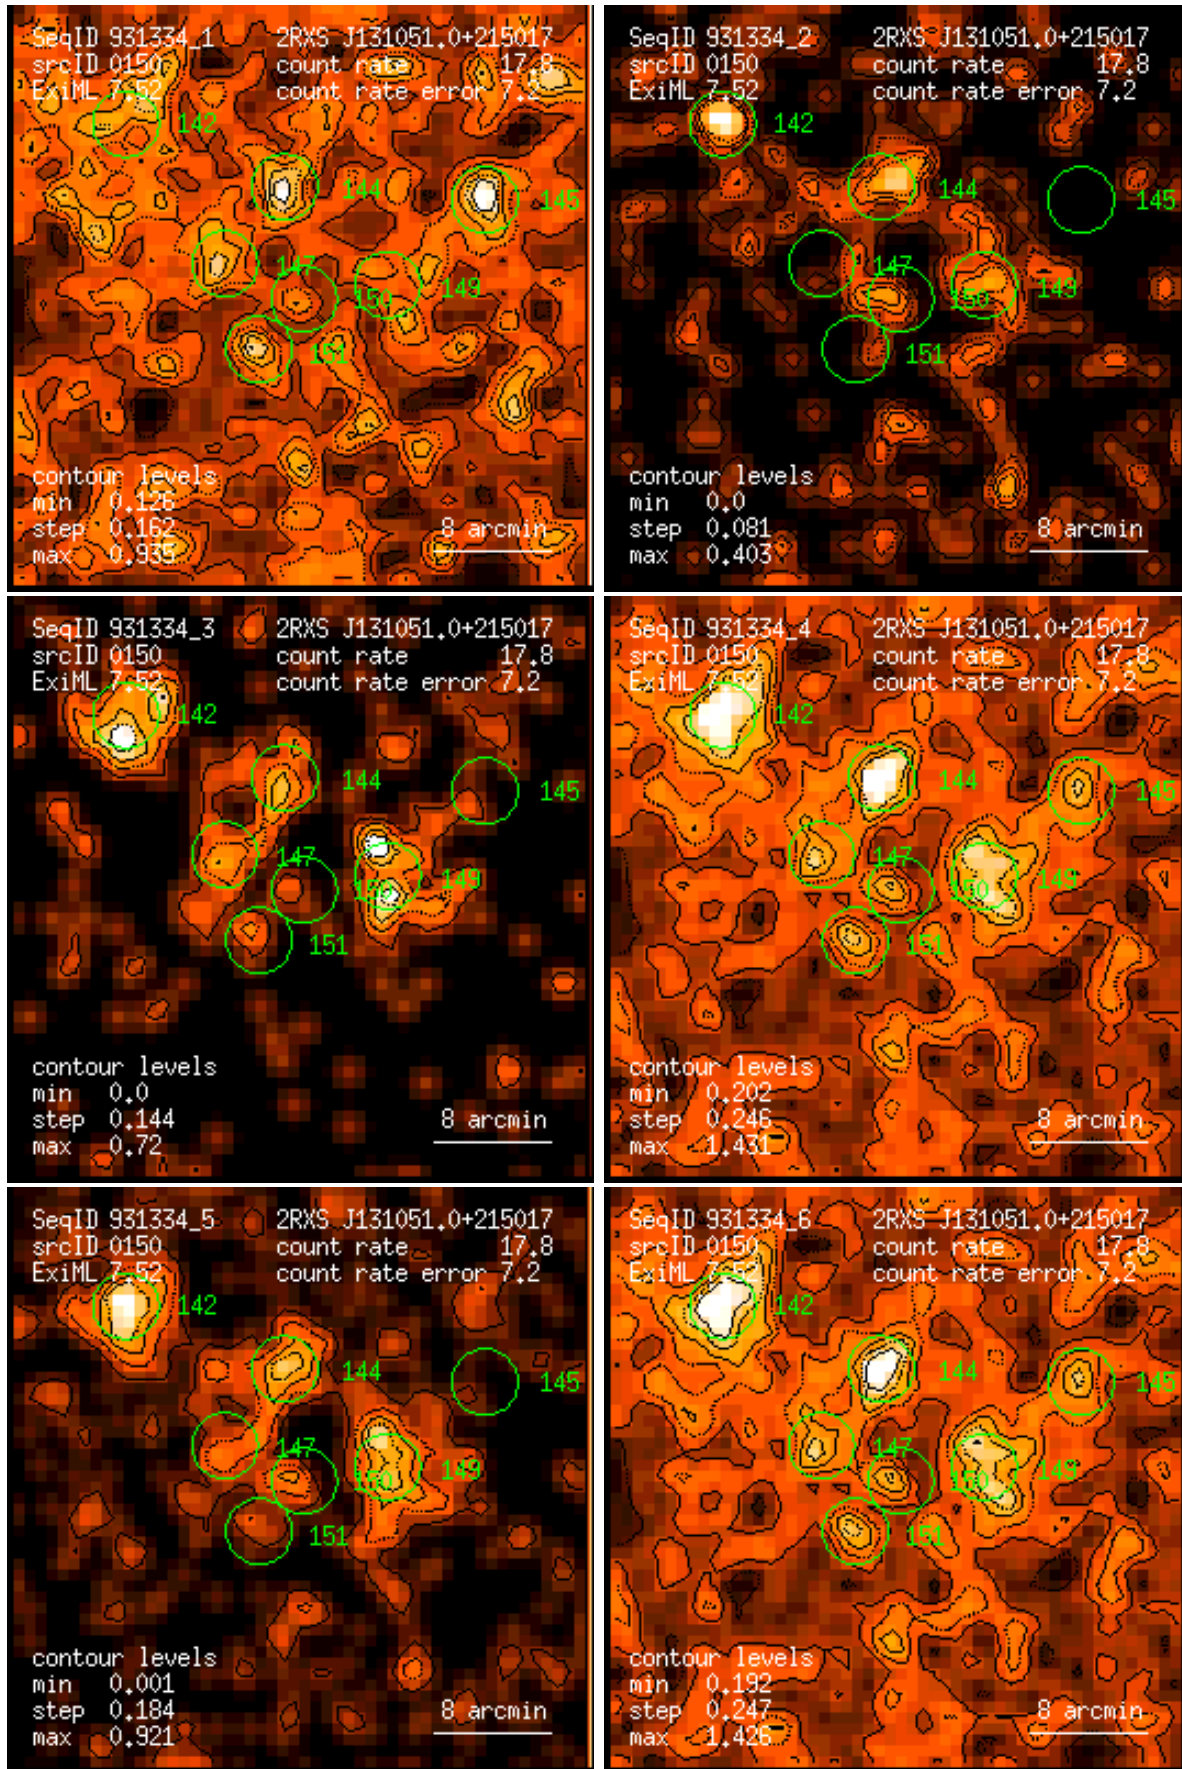 SeqID 931334_1 2RXS J131051.0+215017
srcID 0150 count rate 17.8
ExiML 7.52 count rate error 7.2
142
144
145
147
149
150
151
contour levels
min 0.126
step 0.162 8 arcmin
max 0.935
SeqID 931334_2 2RXS J131051.0+215017
srcID 0150 count rate 17.8
ExiML 7.52 count rate error 7.2
142
144
145
147
149
150
151
contour levels
min 0.0
step 0.081 8 arcmin
max 0.403
SeqID 931334_3 2RXS J131051.0+215017
srcID 0150 count rate 17.8
ExiML 7.52 count rate error 7.2
142
144
145
147
149
150
151
contour levels
min 0.0
step 0.144 8 arcmin
max 0.72
SeqID 931334_4 2RXS J131051.0+215017
srcID 0150 count rate 17.8
ExiML 7.52 count rate error 7.2
142
144
145
147
149
150
151
contour levels
min 0.202
step 0.246 8 arcmin
max 1.431
SeqID 931334_5 2RXS J131051.0+215017
srcID 0150 count rate 17.8
ExiML 7.52 count rate error 7.2
142
144
145
147
149
150
151
contour levels
min 0.001
step 0.184 8 arcmin
max 0.921
SeqID 931334_6 2RXS J131051.0+215017
srcID 0150 count rate 17.8
ExiML 7.52 count rate error 7.2
142
144
145
147
149
150
151
contour levels
min 0.192
step 0.247 8 arcmin
max 1.426